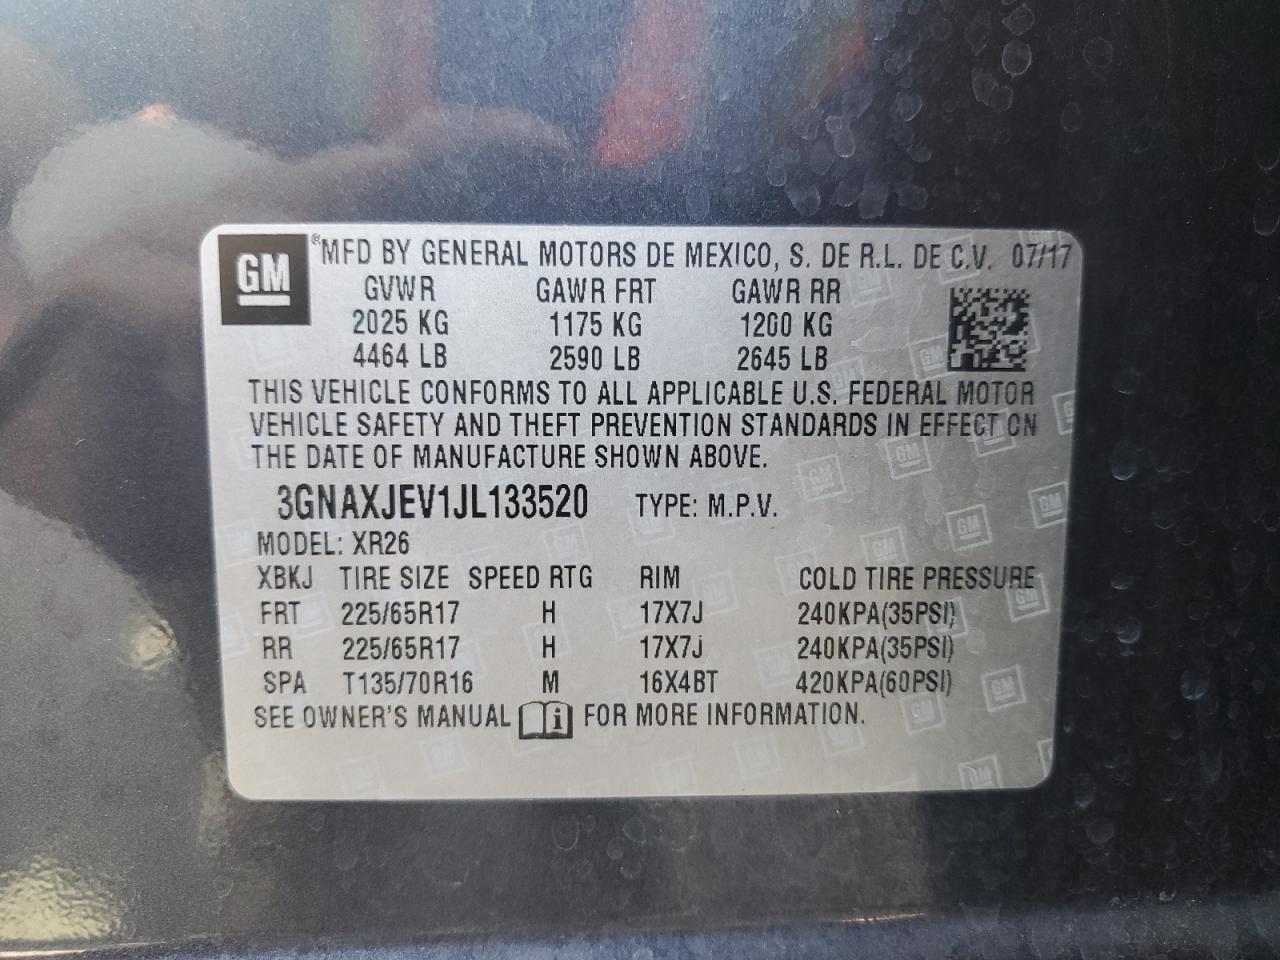 GM ® MFD BY GENERAL MOTORS DE MEXICO, S. DE R.L. DE C.V. 07/17
GVWR GAWR FRT GAWR RR
2025 KG 1175 KG 1200 KG
4464 LB 2590 LB 2645 LB
THIS VEHICLE CONFORMS TO ALL APPLICABLE U.S. FEDERAL MOTOR
VEHICLE SAFETY AND THEFT PREVENTION STANDARDS IN EFFECT ON
THE DATE OF MANUFACTURE SHOWN ABOVE.
3GNAXJEV1JL133520 TYPE: M.P.V.
MODEL: XR26
XBKJ TIRE SIZE SPEED RTG RIM COLD TIRE PRESSURE
FRT 225/65R17 H 17X7J 240KPA(35PSI)
RR 225/65R17 H 17X7j 240KPA(35PSI)
SPA T135/70R16 M 16X4BT 420KPA(60PSI)
SEE OWNER'S MANUAL i FOR MORE INFORMATION.